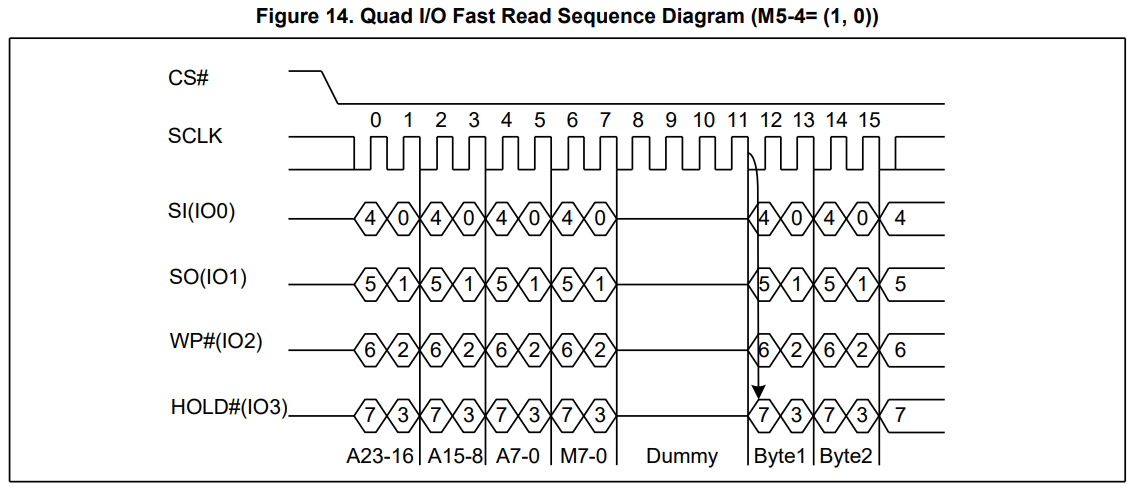 Figure 14. Quad I/O Fast Read Sequence Diagram (M5-4= (1, 0))
CS#
0 1 2 3 4 5 6 7 8 9 10 11 12 13 14 15
SCLK
SI(IO0) 4 0 4 0 4 0 4 0 4 0 4 0 4
SO(IO1) 5 1 5 1 5 1 5 1 5 1 5 1 5
WP#(IO2) 6 2 6 2 6 2 6 2 6 2 6 2 6
HOLD#(IO3) 7 3 7 3 7 3 7 3 7 3 7 3 7
A23-16 A15-8 A7-0 M7-0 Dummy Byte1 Byte2